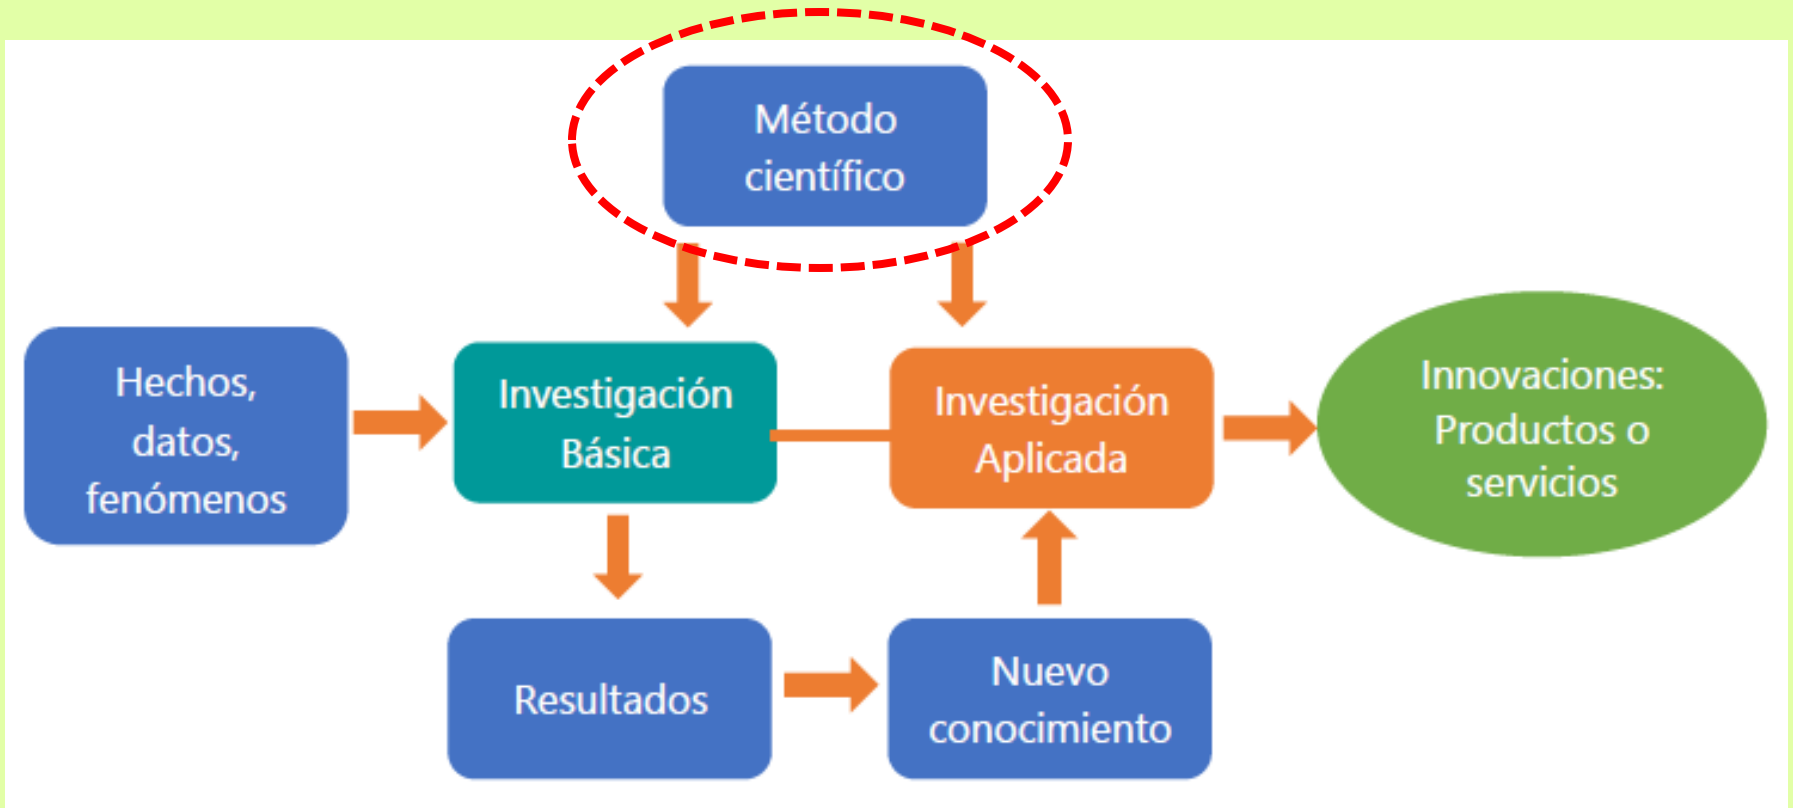 Método
científico
Hechos,
datos,
fenómenos
Investigación
Básica
Investigación
Aplicada
Innovaciones:
Productos o
servicios
Resultados
Nuevo
conocimiento